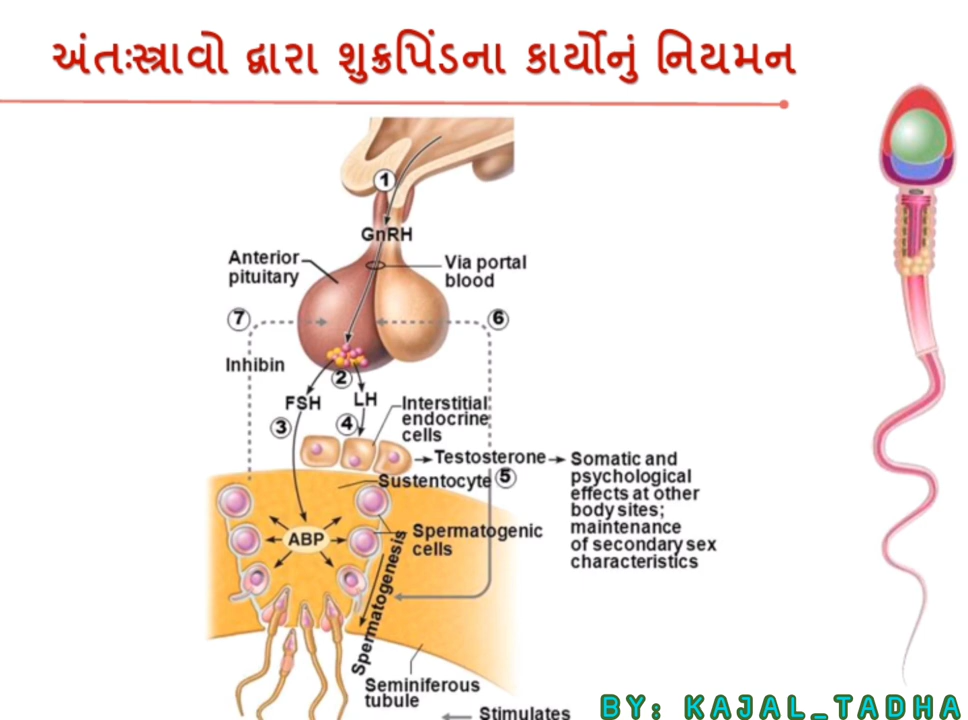 અંતઃસ્ત્રાવો દ્વારા શુક્રપિંડના કાર્યોનું નિયમન
1
GnRH
Anterior
pituitary
Via portal
blood
7
6
Inhibin
2
FSH
LH
3
4
Interstitial
endocrine
cells
Testosterone
5
Somatic and
psychological
effects at other
body sites;
maintenance
of secondary sex
characteristics
Sustentocyte
ABP
Spermatogenic
cells
Spermatogenesis
Seminiferous
tubule
Stimulates
BY: KAJAL_TADHA